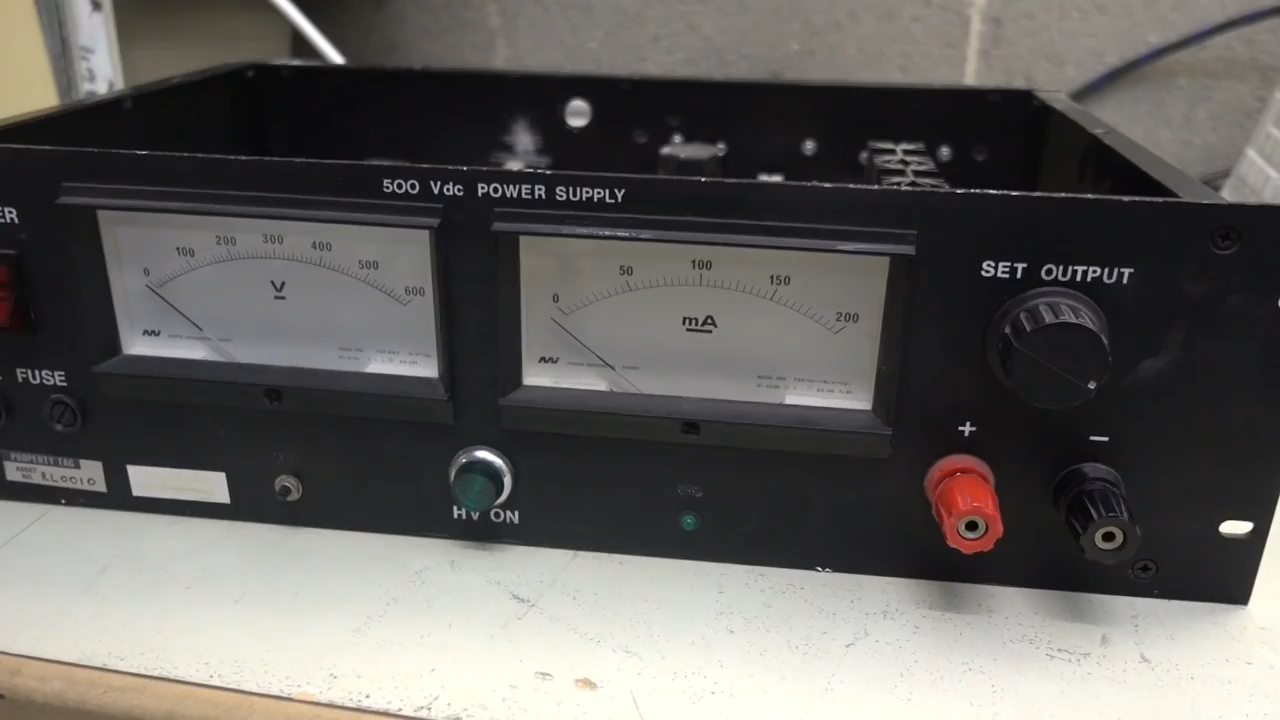 500 Vdc POWER SUPPLY
ER
0 100 200 300 400 500 600
V
0 50 100 150 200
mA
SET OUTPUT
FUSE
+ −
PROPERTY TAG
ASSET NO. RL0010
HV ON